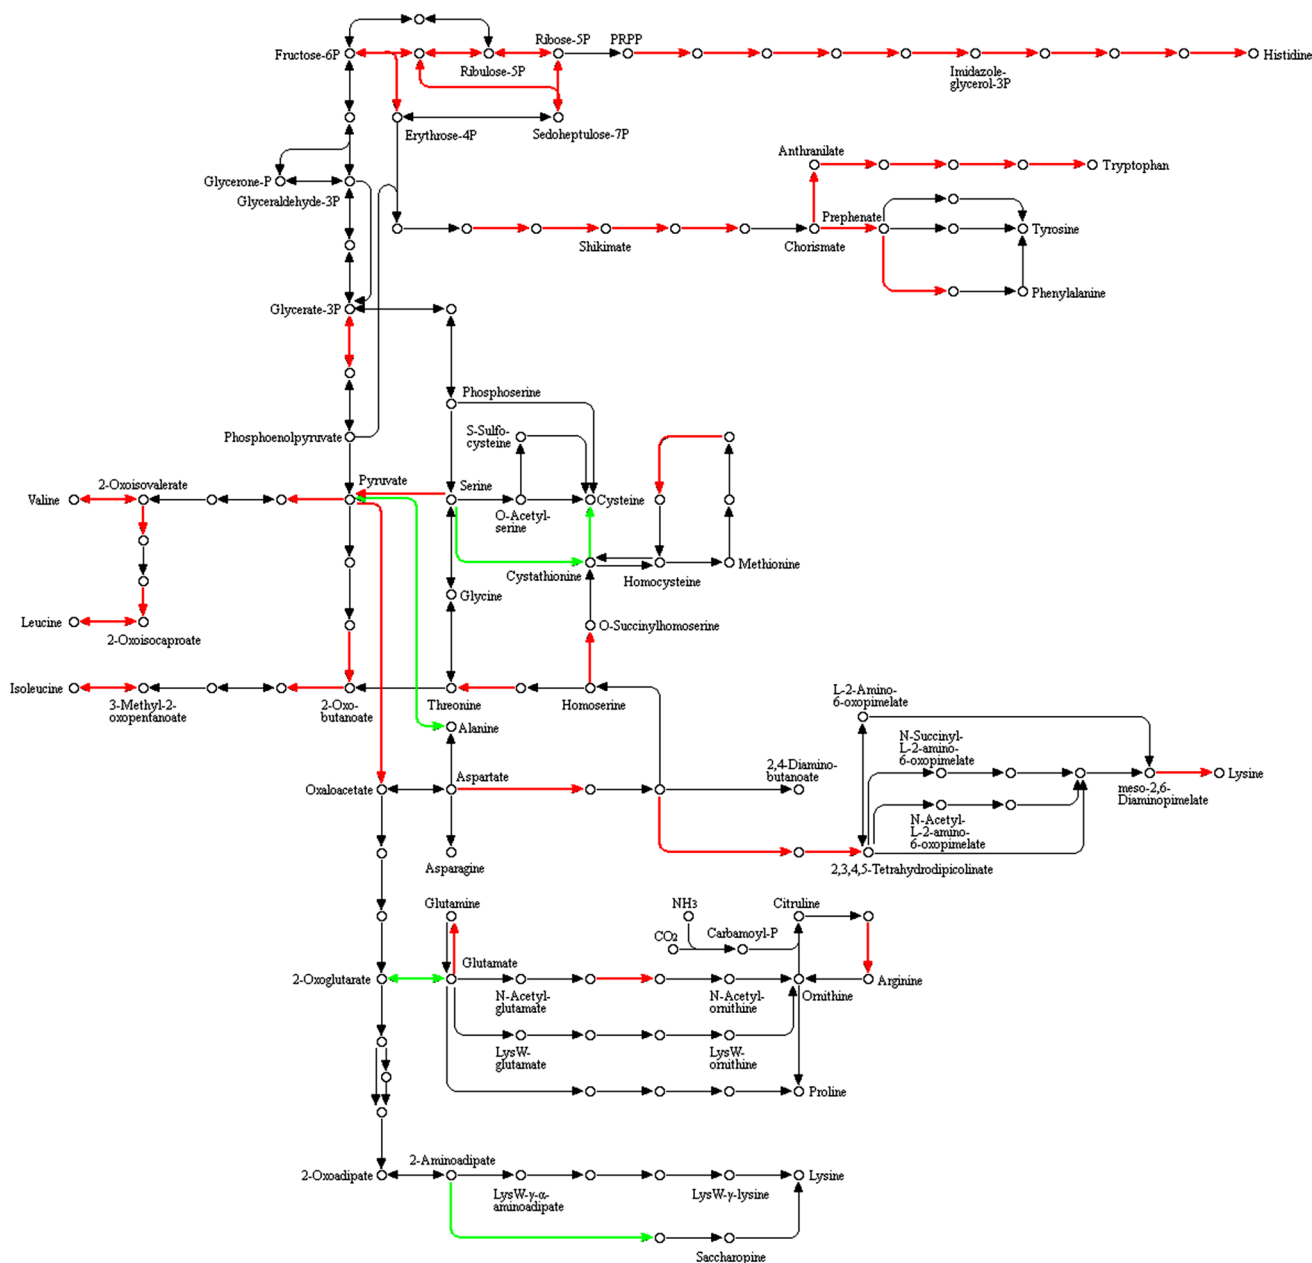 Fructose-6P
Ribulose-5P
Ribose-5P
PRPP
Imidazole-
glycerol-3P
Histidine
Erythrose-4P
Sedoheptulose-7P
Glycerone-P
Glyceraldehyde-3P
Anthranilate
Tryptophan
Shikimate
Chorismate
Prephenate
Tyrosine
Phenylalanine
Glycerate-3P
Phosphoserine
Phosphoenolpyruvate
S-Sulfo-
cysteine
Valine
2-Oxoisovalerate
Pyruvate
Serine
O-Acetyl-
serine
Cysteine
Cystathionine
Homocysteine
Methionine
Glycine
Leucine
2-Oxoisocaproate
O-Succinylhomoserine
Isoleucine
3-Methyl-2-
oxopentanoate
2-Oxo-
butanoate
Threonine
Homoserine
Alanine
L-2-Amino-
6-oxopimelate
N-Succinyl-
L-2-amino-
6-oxopimelate
Oxaloacetate
Aspartate
2,4-Diamino-
butanoate
meso-2,6-
Diaminopimelate
Lysine
N-Acetyl-
L-2-amino-
6-oxopimelate
2,3,4,5-Tetrahydrodipicolinate
Asparagine
Glutamine
NH3
CO2
Carbamoyl-P
Citruline
2-Oxoglutarate
Glutamate
N-Acetyl-
glutamate
N-Acetyl-
ornithine
Ornithine
Arginine
LysW-
glutamate
LysW-
ornithine
Proline
2-Oxoadipate
2-Aminoadipate
LysW-γ-α-
aminoadipate
LysW-γ-lysine
Lysine
Saccharopine